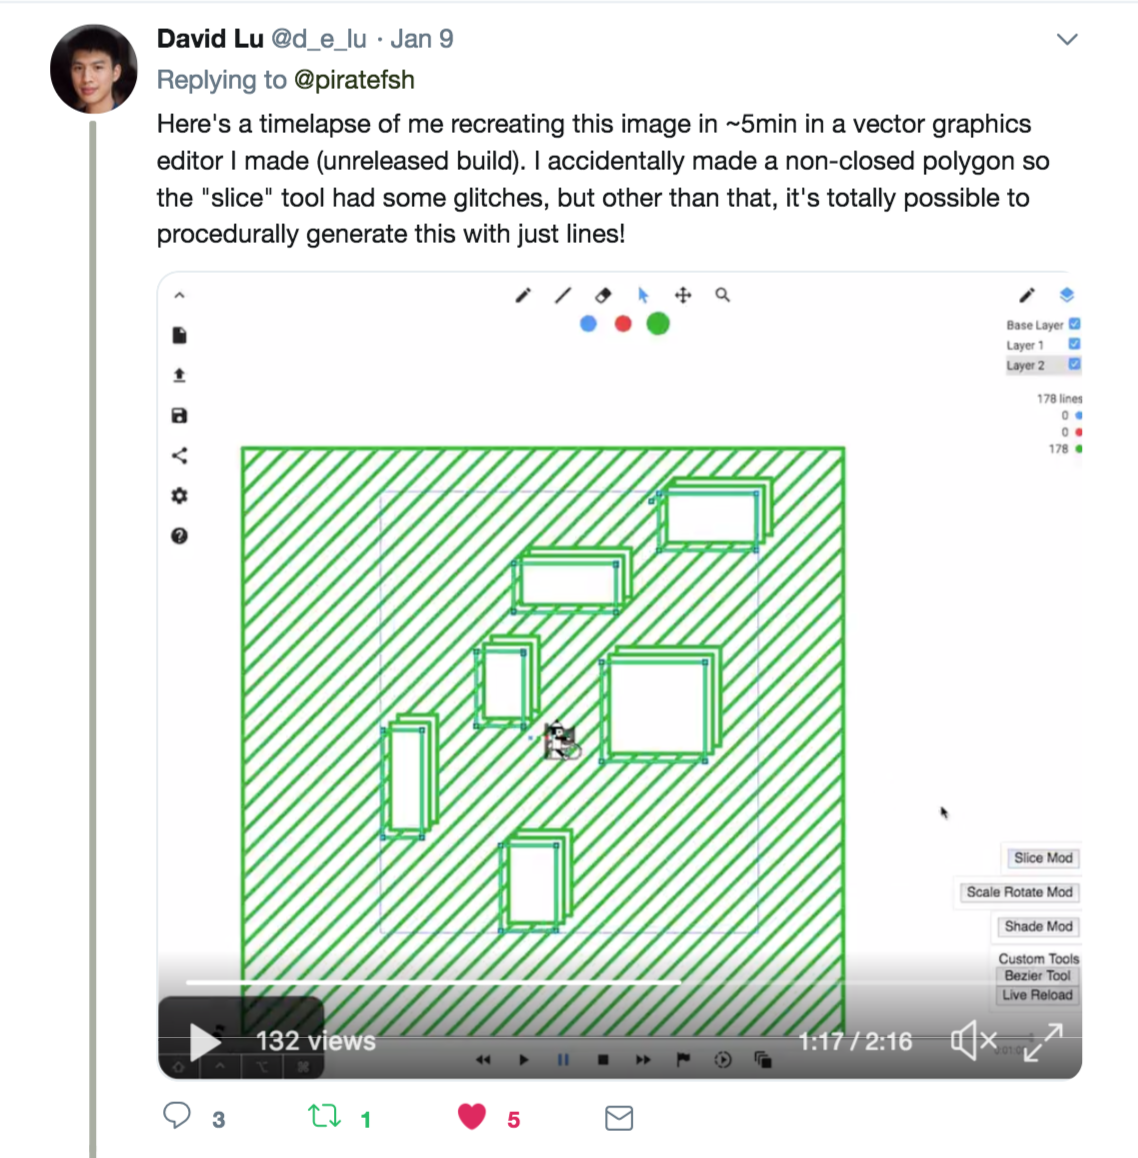 David Lu @d_e_lu · Jan 9
Replying to @piratefsh
Here's a timelapse of me recreating this image in ~5min in a vector graphics
editor I made (unreleased build). I accidentally made a non-closed polygon so
the "slice" tool had some glitches, but other than that, it's totally possible to
procedurally generate this with just lines!
Base Layer
Layer 1
Layer 2
178 lines
0
0
178
Slice Mod
Scale Rotate Mod
Shade Mod
Custom Tools
Bezier Tool
Live Reload
132 views
1:17 / 2:16
3
1
5